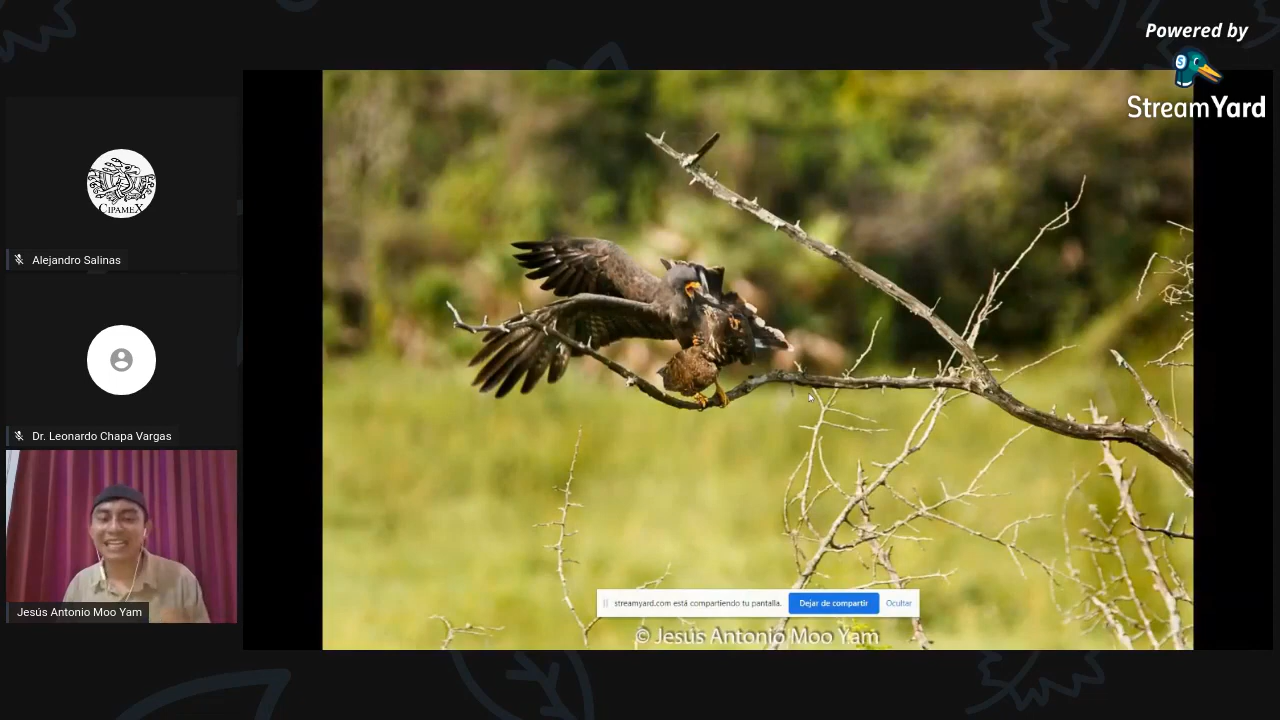 Powered by
StreamYard
CIPAMEX
Alejandro Salinas
Dr. Leonardo Chapa Vargas
Jesús Antonio Moo Yam
streamyard.com está compartiendo tu pantalla.
Dejar de compartir
Ocultar
© Jesús Antonio Moo Yam